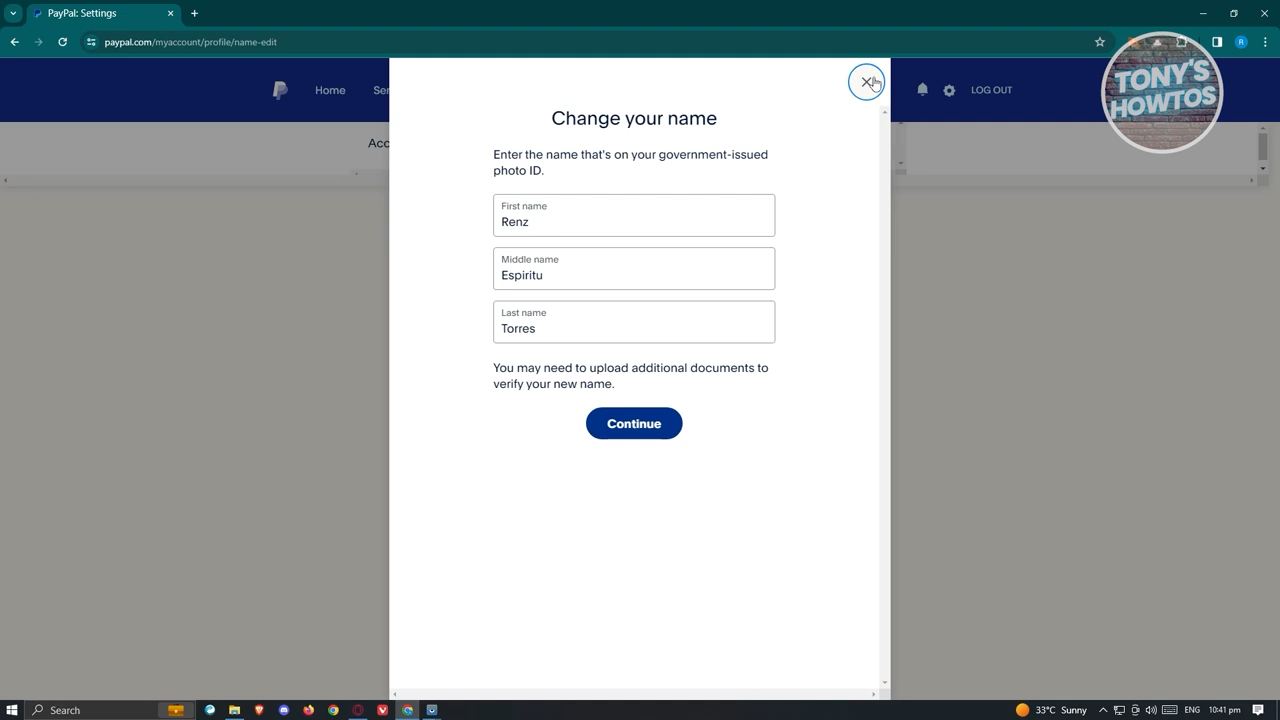 PayPal: Settings
paypal.com/myaccount/profile/name-edit
R
Home
Ser
LOG OUT
TONY'S
HOWTOS
Acc
Change your name
Enter the name that's on your government-issued
photo ID.
First name
Renz
Middle name
Espiritu
Last name
Torres
You may need to upload additional documents to
verify your new name.
Continue
Search
33°C Sunny
ENG
10:41 pm